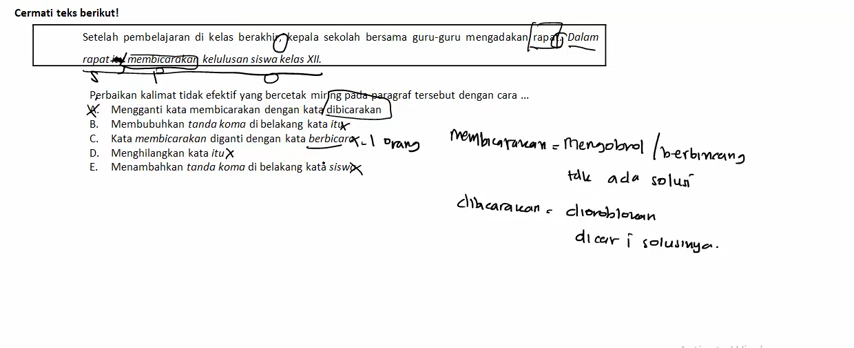 Cermati teks berikut!
Setelah pembelajaran di kelas berakhir, kepala sekolah bersama guru-guru mengadakan rapat. Dalam
rapat itu membicarakan kelulusan siswa kelas XII.
S P O
Perbaikan kalimat tidak efektif yang bercetak miring pada paragraf tersebut dengan cara ...
A. Mengganti kata membicarakan dengan kata dibicarakan
B. Membubuhkan tanda koma di belakang kata itu
C. Kata membicarakan diganti dengan kata berbicara - 1 orang
D. Menghilangkan kata itu
E. Menambahkan tanda koma di belakang kata siswa
membicarakan = mengobrol / berbincang
tdk ada solusi
dibicarakan =
dicari solusinya.